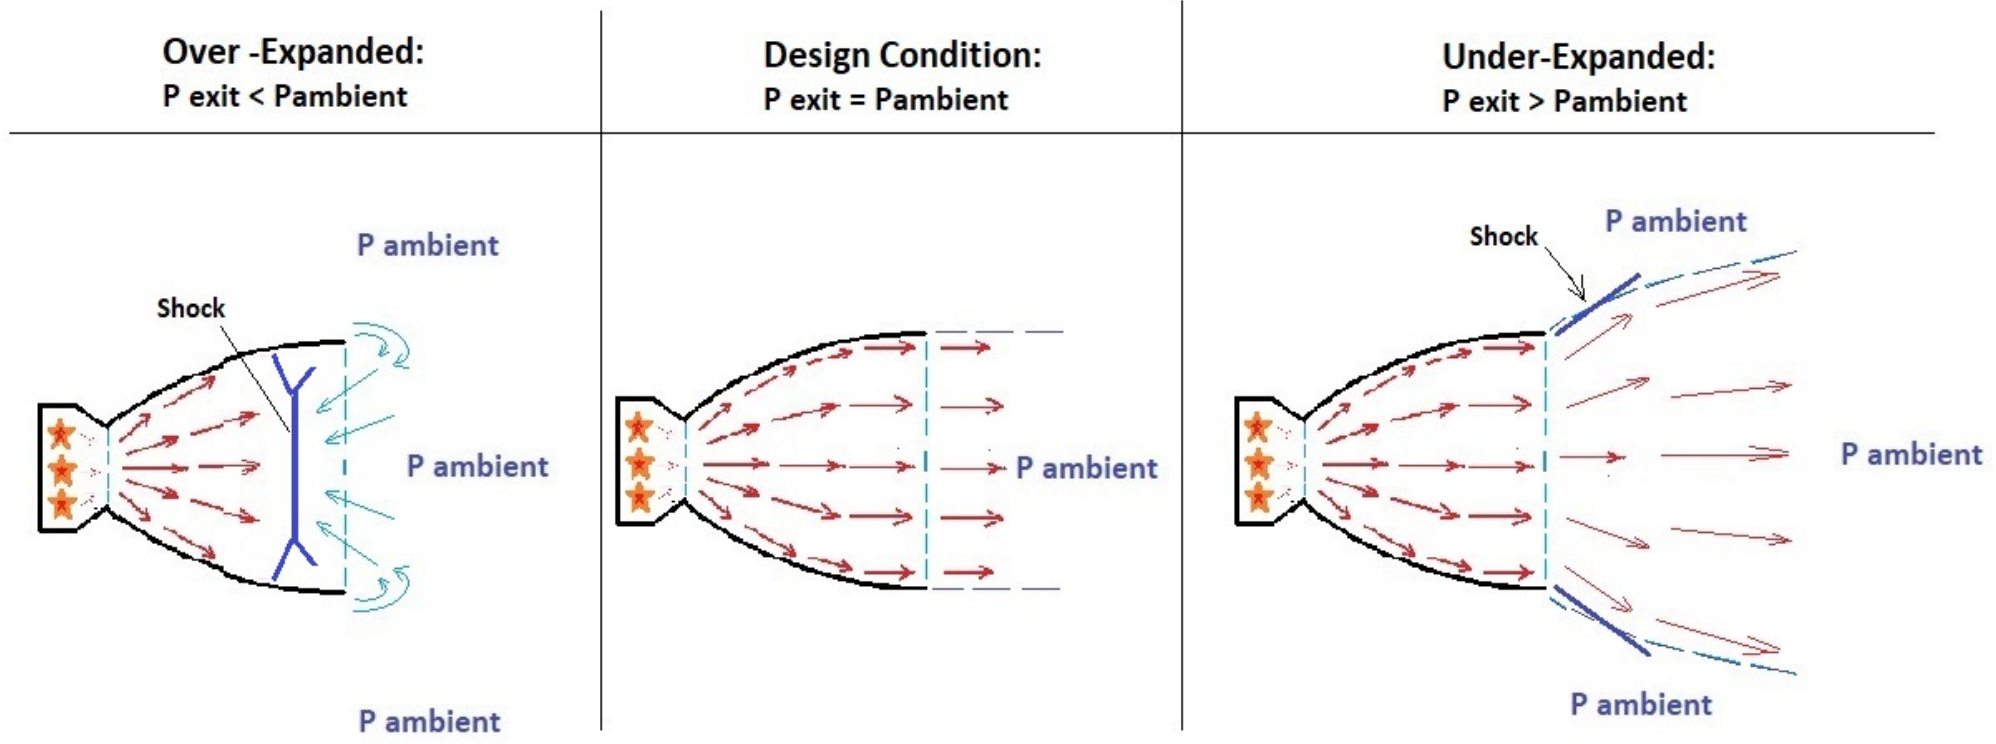 Over -Expanded:
P exit < Pambient
Design Condition:
P exit = Pambient
Under-Expanded:
P exit > Pambient
P ambient
Shock
P ambient
P ambient
P ambient
Shock
P ambient
P ambient
P ambient